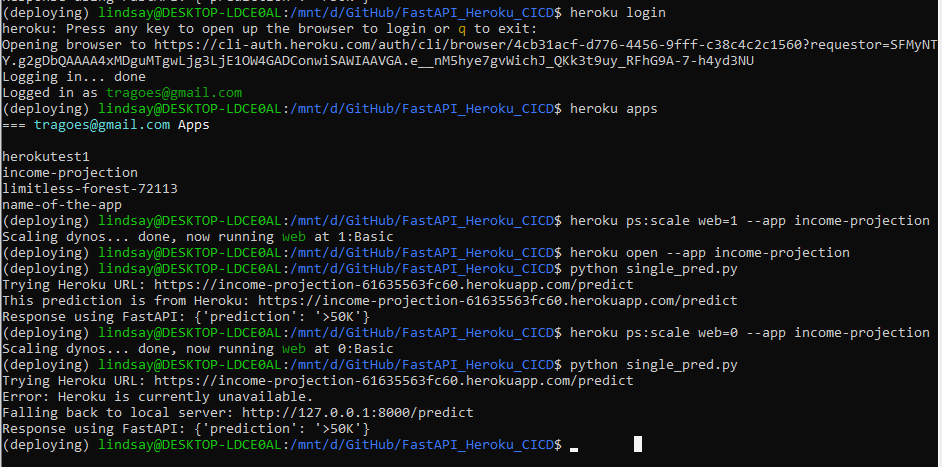 (deploying) lindsay@DESKTOP-LDCE0AL:/mnt/d/GitHub/FastAPI_Heroku_CICD$ heroku login
heroku: Press any key to open up the browser to login or q to exit:
Opening browser to https://cli-auth.heroku.com/auth/cli/browser/4cb31acf-d776-4456-9fff-c38c4c2c1560?requestor=SFMyNT
Y.g2gDbQAAAA4xMDguMTgwLjg3LjE1OW4GADConwiSAWIAAVGA.e__nM5hye7gvWichJ_QKk3t9uy_RFhG9A-7-h4yd3NU
Logging in... done
Logged in as tragoes@gmail.com
(deploying) lindsay@DESKTOP-LDCE0AL:/mnt/d/GitHub/FastAPI_Heroku_CICD$ heroku apps
=== tragoes@gmail.com Apps
herokutest1
income-projection
limitless-forest-72113
name-of-the-app
(deploying) lindsay@DESKTOP-LDCE0AL:/mnt/d/GitHub/FastAPI_Heroku_CICD$ heroku ps:scale web=1 --app income-projection
Scaling dynos... done, now running web at 1:Basic
(deploying) lindsay@DESKTOP-LDCE0AL:/mnt/d/GitHub/FastAPI_Heroku_CICD$ heroku open --app income-projection
(deploying) lindsay@DESKTOP-LDCE0AL:/mnt/d/GitHub/FastAPI_Heroku_CICD$ python single_pred.py
Trying Heroku URL: https://income-projection-61635563fc60.herokuapp.com/predict
This prediction is from Heroku: https://income-projection-61635563fc60.herokuapp.com/predict
Response using FastAPI: {'prediction': '>50K'}
(deploying) lindsay@DESKTOP-LDCE0AL:/mnt/d/GitHub/FastAPI_Heroku_CICD$ heroku ps:scale web=0 --app income-projection
Scaling dynos... done, now running web at 0:Basic
(deploying) lindsay@DESKTOP-LDCE0AL:/mnt/d/GitHub/FastAPI_Heroku_CICD$ python single_pred.py
Trying Heroku URL: https://income-projection-61635563fc60.herokuapp.com/predict
Error: Heroku is currently unavailable.
Falling back to local server: http://127.0.0.1:8000/predict
Response using FastAPI: {'prediction': '>50K'}
(deploying) lindsay@DESKTOP-LDCE0AL:/mnt/d/GitHub/FastAPI_Heroku_CICD$